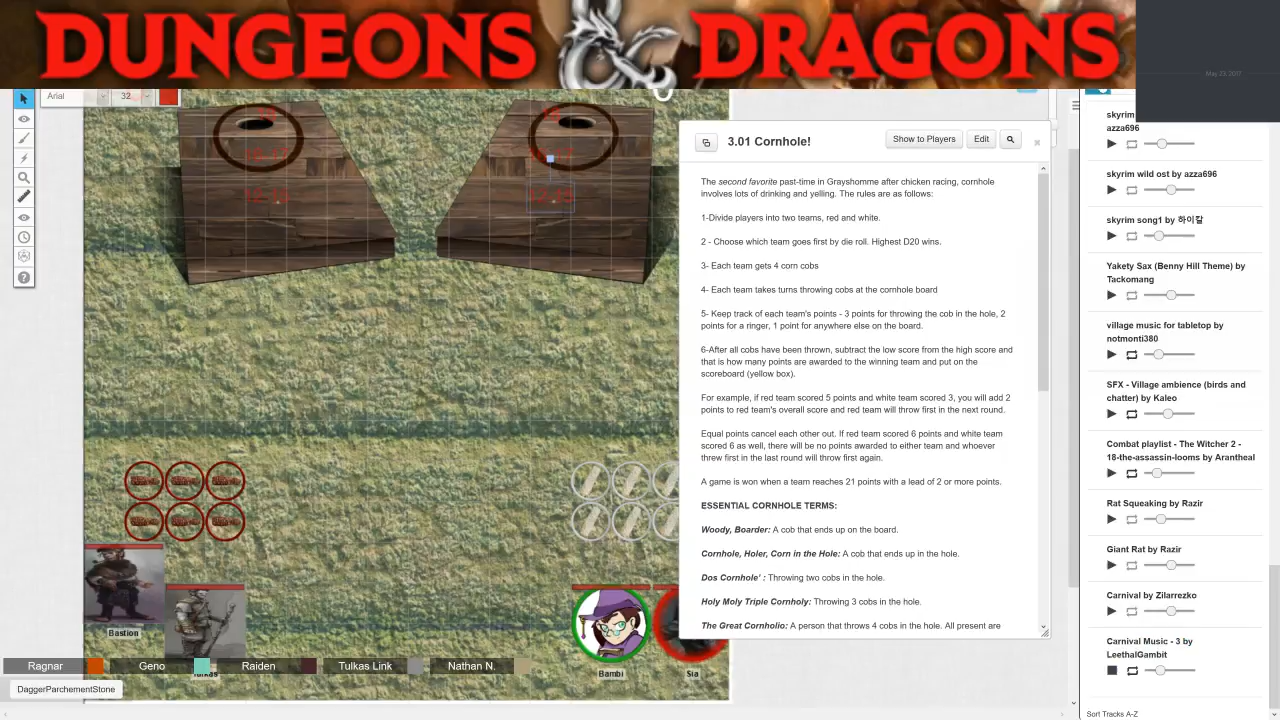 DUNGEONS & DRAGONS
May 23, 2017
Arial
32
3.01 Cornhole!
Show to Players
Edit
The second favorite past-time in Grayshomme after chicken racing, cornhole
involves lots of drinking and yelling. The rules are as follows:
1-Divide players into two teams, red and white.
2 - Choose which team goes first by die roll. Highest D20 wins.
3- Each team gets 4 corn cobs
4- Each team takes turns throwing cobs at the cornhole board
5- Keep track of each team's points - 3 points for throwing the cob in the hole, 2
points for a ringer, 1 point for anywhere else on the board.
6-After all cobs have been thrown, subtract the low score from the high score and
that is how many points are awarded to the winning team and put on the
scoreboard (yellow box).
For example, if red team scored 5 points and white team scored 3, you will add 2
points to red team's overall score and red team will throw first in the next round.
Equal points cancel each other out. If red team scored 6 points and white team
scored 6 as well, there will be no points awarded to either team and whoever
threw first in the last round will throw first again.
A game is won when a team reaches 21 points with a lead of 2 or more points.
ESSENTIAL CORNHOLE TERMS:
Woody, Boarder: A cob that ends up on the board.
Cornhole, Holer, Corn in the Hole: A cob that ends up in the hole.
Dos Cornhole' : Throwing two cobs in the hole.
Holy Moly Triple Cornholy: Throwing 3 cobs in the hole.
The Great Cornholio: A person that throws 4 cobs in the hole. All present are
skyrim
azza696
skyrim wild ost by azza696
skyrim song1 by 하이칼
Yakety Sax (Benny Hill Theme) by
Tackomang
village music for tabletop by
notmonti380
SFX - Village ambience (birds and
chatter) by Kaleo
Combat playlist - The Witcher 2 -
18-the-assassin-looms by Arantheal
Rat Squeaking by Razir
Giant Rat by Razir
Carnival by Zilarrezko
Carnival Music - 3 by
LeethalGambit
Sort Tracks A-Z
Bastion
Tulkas
Bambi
Sia
Ragnar
Geno
Raiden
Tulkas Link
Nathan N.
DaggerParchementStone